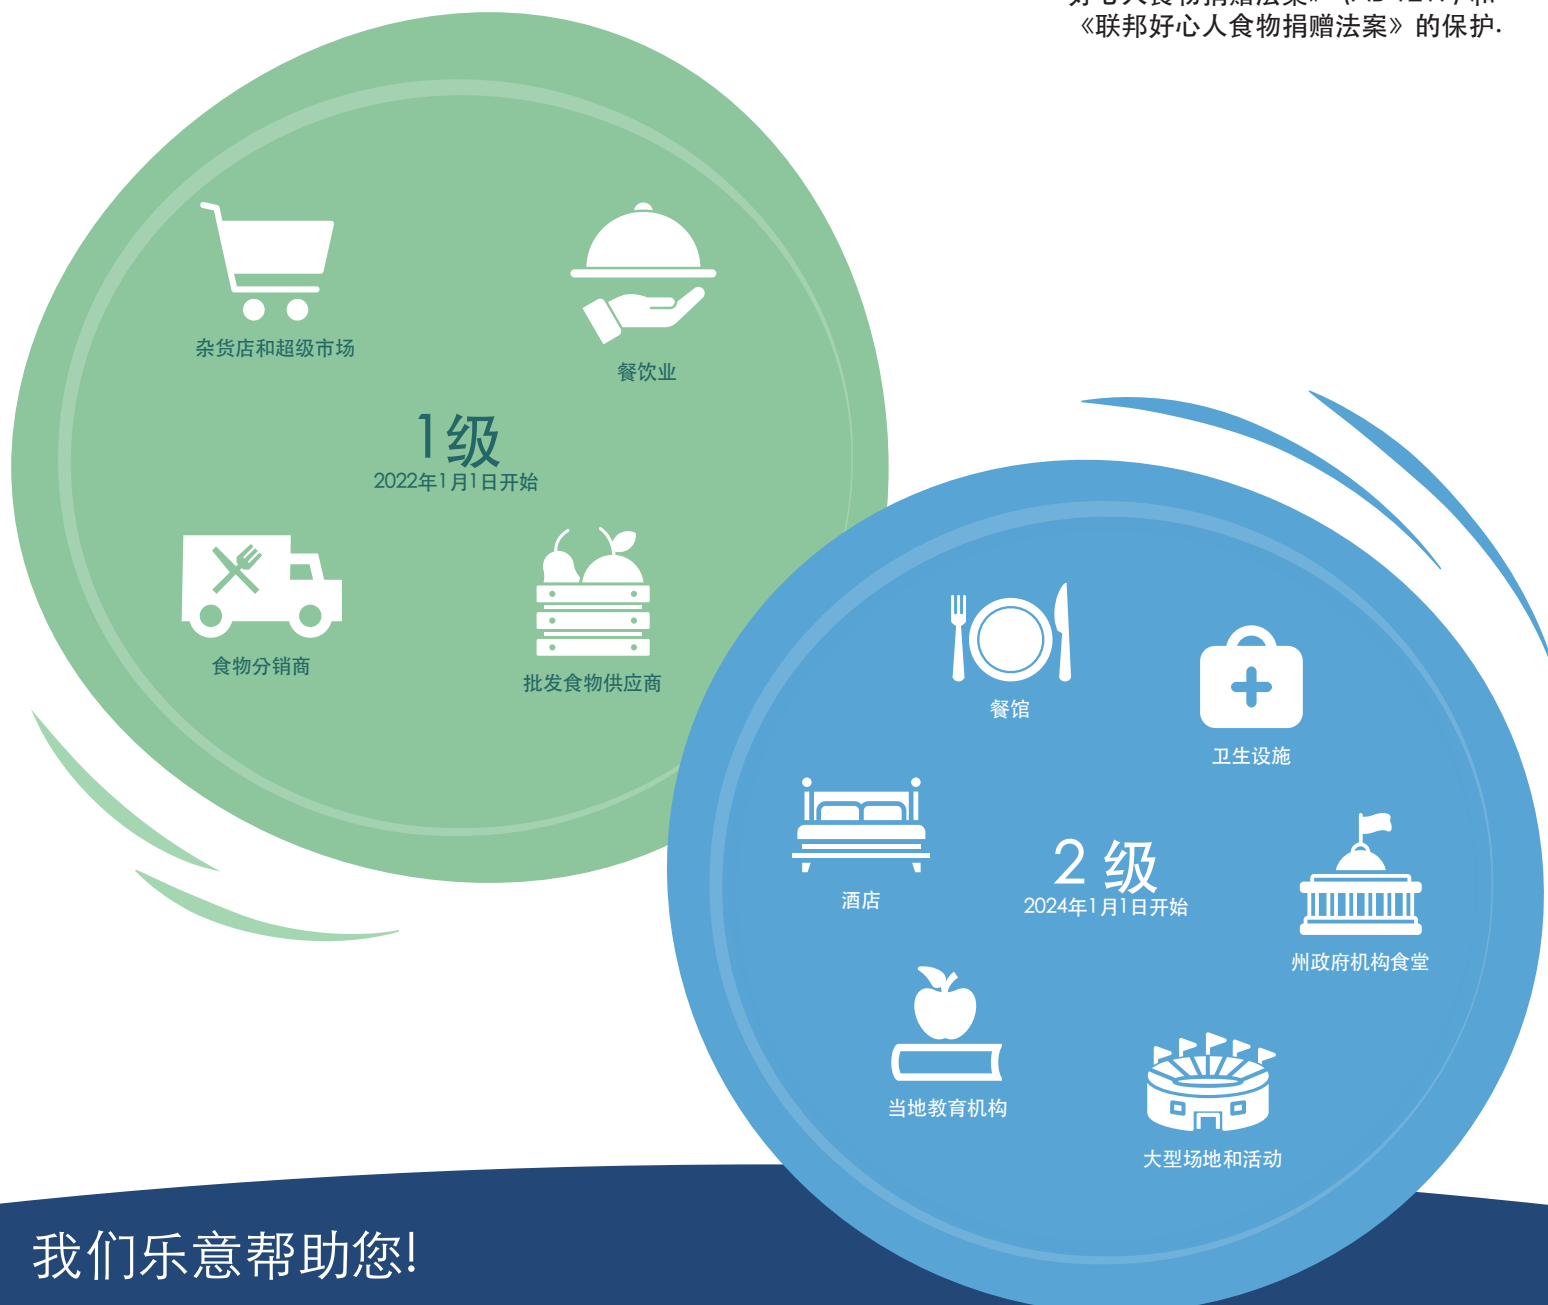 《联邦好心人食物捐赠法案》的保护.
杂货店和超级市场
餐饮业
1级
2022年1月1日开始
食物分销商
批发食物供应商
餐馆
卫生设施
酒店
2 级
2024年1月1日开始
州政府机构食堂
当地教育机构
大型场地和活动
我们乐意帮助您!